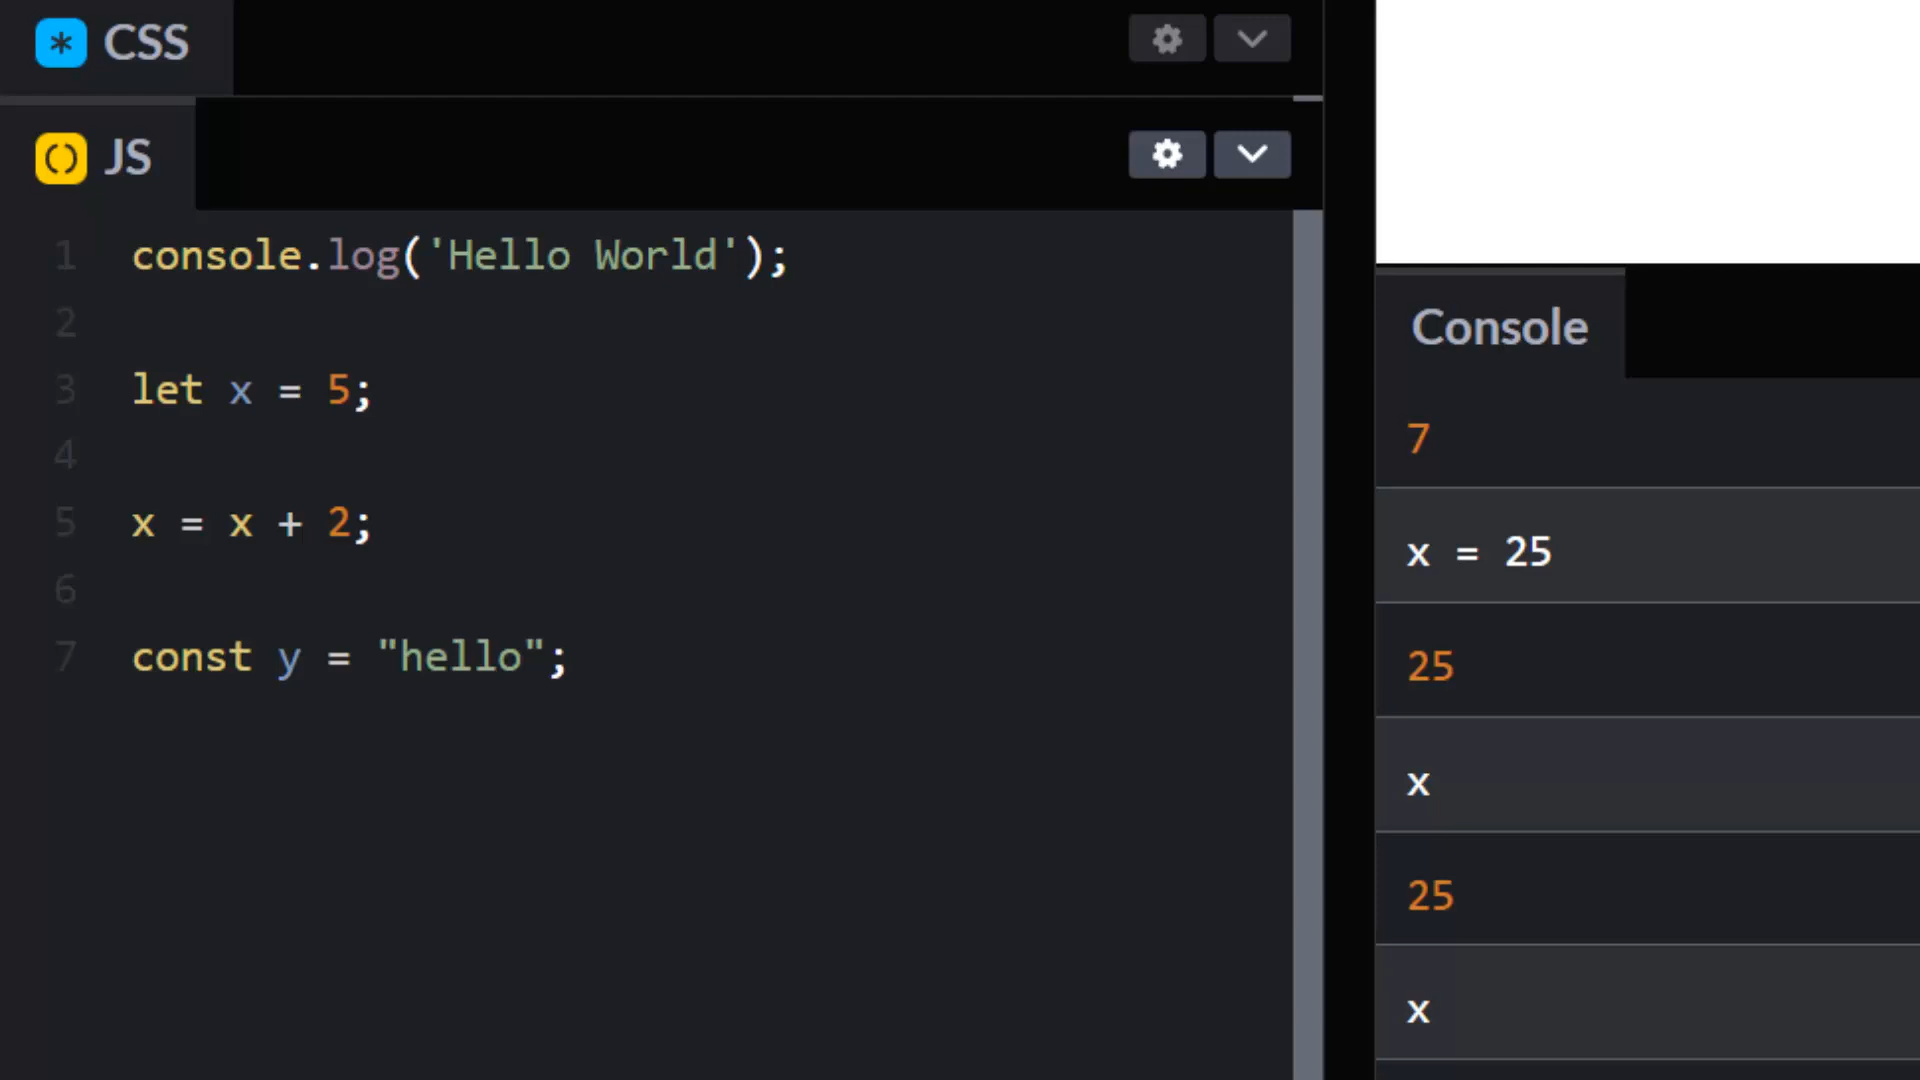 CSS
JS
1 console.log('Hello World');
2
3 let x = 5;
4
5 x = x + 2;
6
7 const y = "hello";
Console
7
x = 25
25
x
25
x